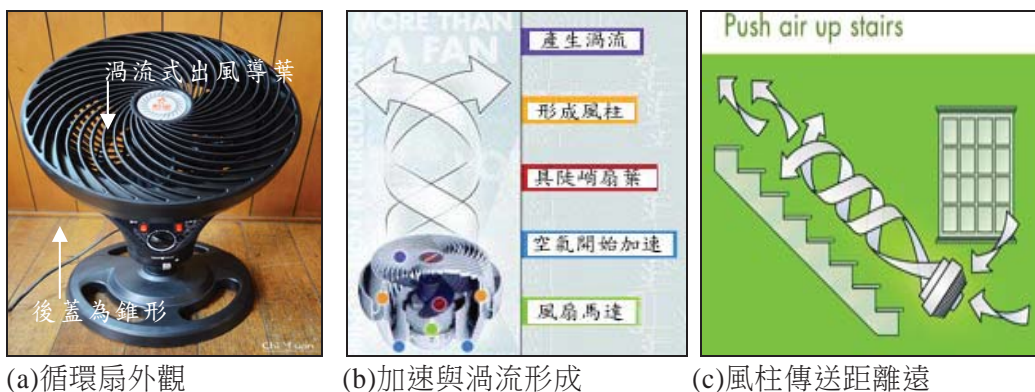 渦流式出風導葉
後蓋為錐形
Chi Yuan
MORE THAN
A FAN
產生渦流
形成風柱
具陡峭扇葉
空氣開始加速
風扇馬達
Push air up stairs
(a)循環扇外觀
(b)加速與渦流形成
(c)風柱傳送距離遠